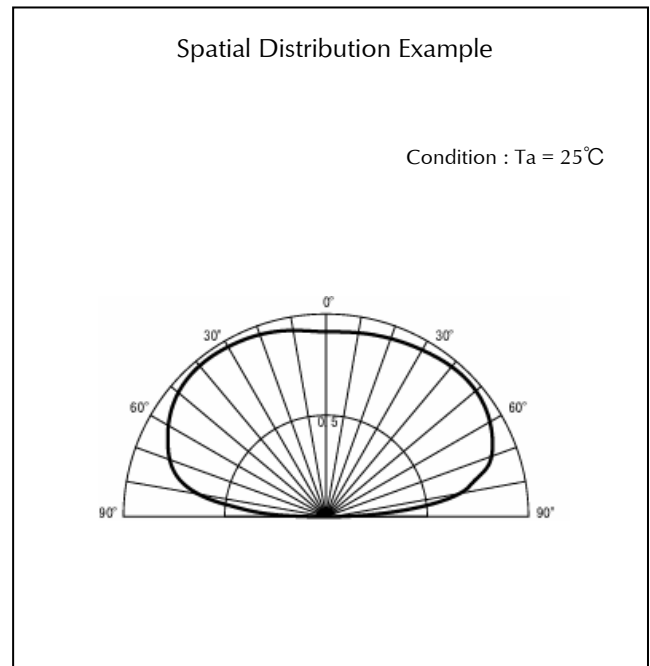 Spatial Distribution Example
Condition : Ta = 25℃
0°
30° 30°
60° 60°
0.5
90° 90°